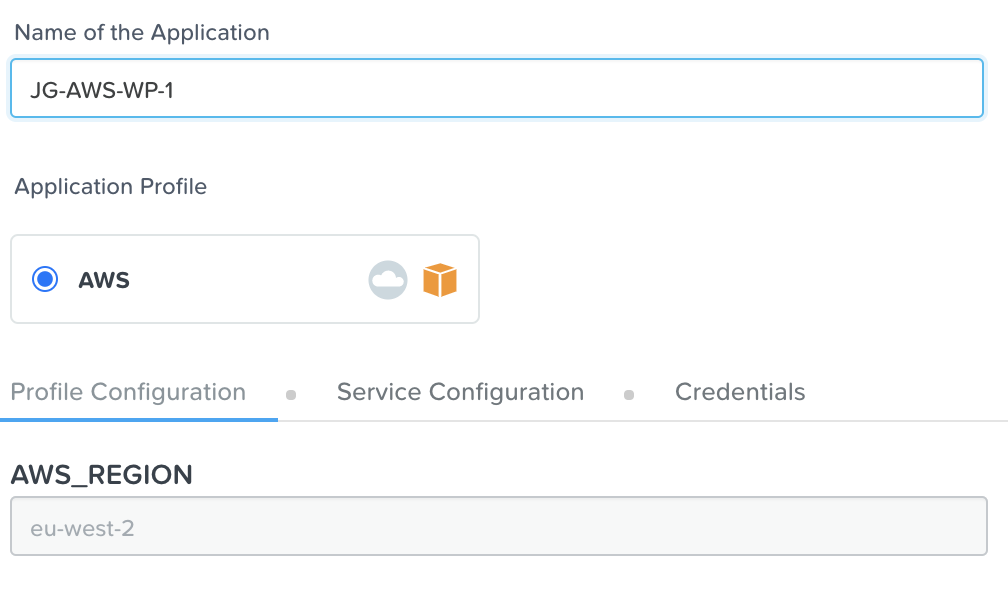 Name of the Application
JG-AWS-WP-1
Application Profile
AWS
Profile Configuration
Service Configuration
Credentials
AWS_REGION
eu-west-2